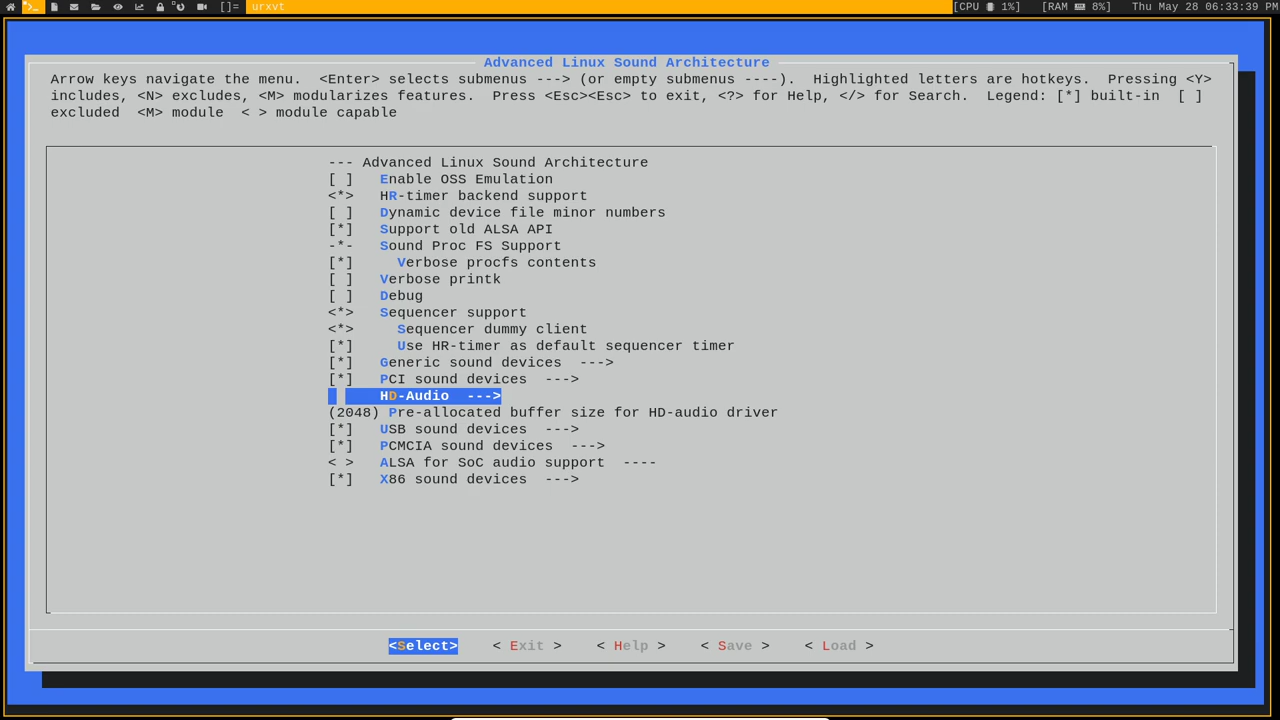 []= urxvt [CPU 1%] [RAM 8%] Thu May 28 06:33:39 PM
Advanced Linux Sound Architecture
Arrow keys navigate the menu.  <Enter> selects submenus ---> (or empty submenus ----).  Highlighted letters are hotkeys.  Pressing <Y>
includes, <N> excludes, <M> modularizes features.  Press <Esc><Esc> to exit, <?> for Help, </> for Search.  Legend: [*] built-in  [ ]
excluded  <M> module  < > module capable
--- Advanced Linux Sound Architecture
[ ]   Enable OSS Emulation
<*>   HR-timer backend support
[ ]   Dynamic device file minor numbers
[*]   Support old ALSA API
-*-   Sound Proc FS Support
[*]     Verbose procfs contents
[ ]   Verbose printk
[ ]   Debug
<*>   Sequencer support
<*>     Sequencer dummy client
[*]     Use HR-timer as default sequencer timer
[*]   Generic sound devices  --->
[*]   PCI sound devices  --->
HD-Audio  --->
(2048) Pre-allocated buffer size for HD-audio driver
[*]   USB sound devices  --->
[*]   PCMCIA sound devices  --->
< >   ALSA for SoC audio support  ----
[*]   X86 sound devices  --->
<Select>    < Exit >    < Help >    < Save >    < Load >